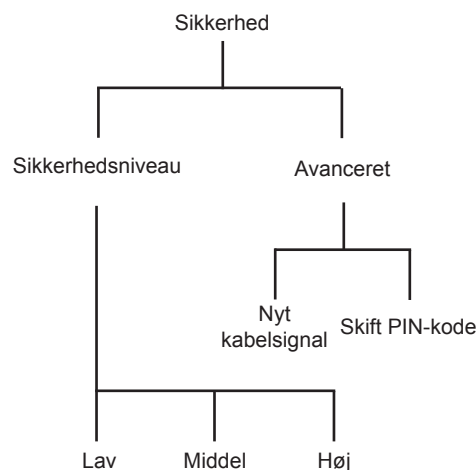 Sikkerhed
Sikkerhedsniveau
Avanceret
Nyt
kabelsignal
Skift PIN-kode
Lav
Middel
Høj